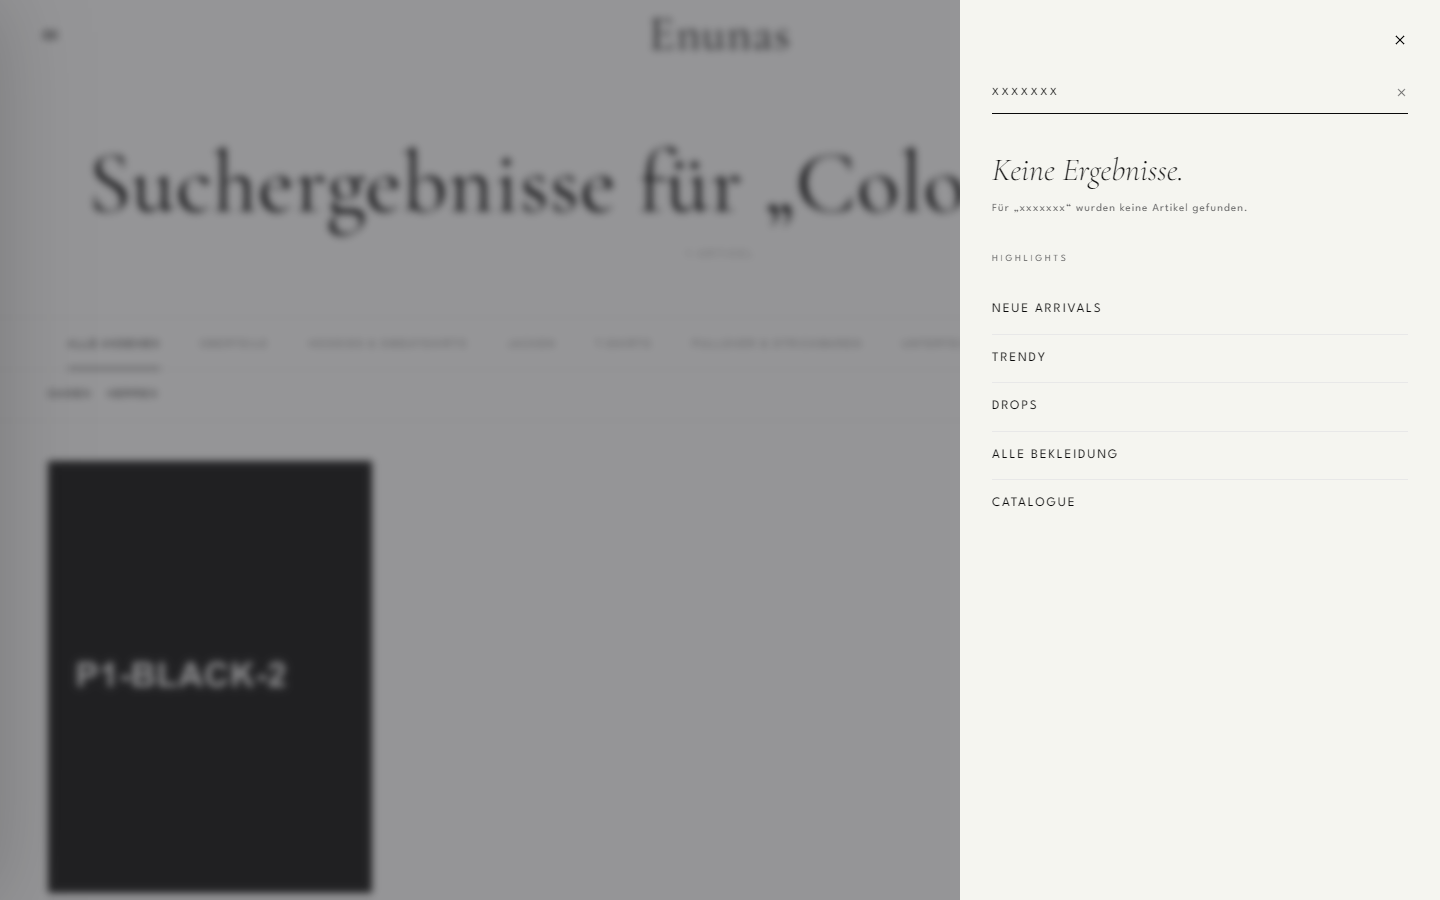 Enunas
Suchergebnisse für „Colo
P1-BLACK-2
xxxxxxx
Keine Ergebnisse.
Für „xxxxxxx“ wurden keine Artikel gefunden.
HIGHLIGHTS
NEUE ARRIVALS
TRENDY
DROPS
ALLE BEKLEIDUNG
CATALOGUE